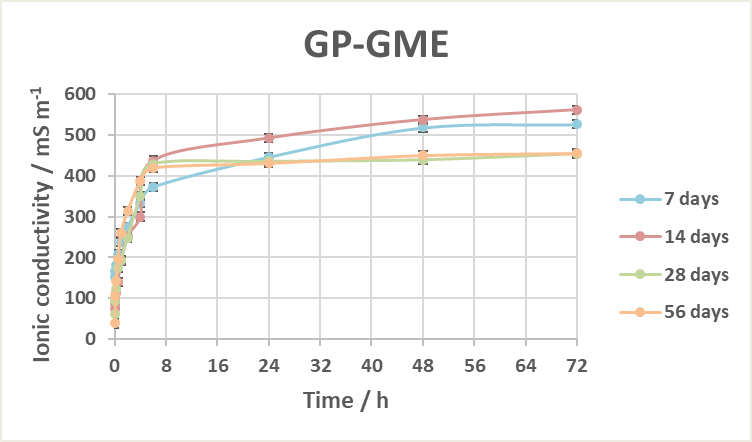 GP-GME
Ionic conductivity / mS m⁻¹
600
500
400
300
200
100
0
0 8 16 24 32 40 48 56 64 72
Time / h
7 days
14 days
28 days
56 days